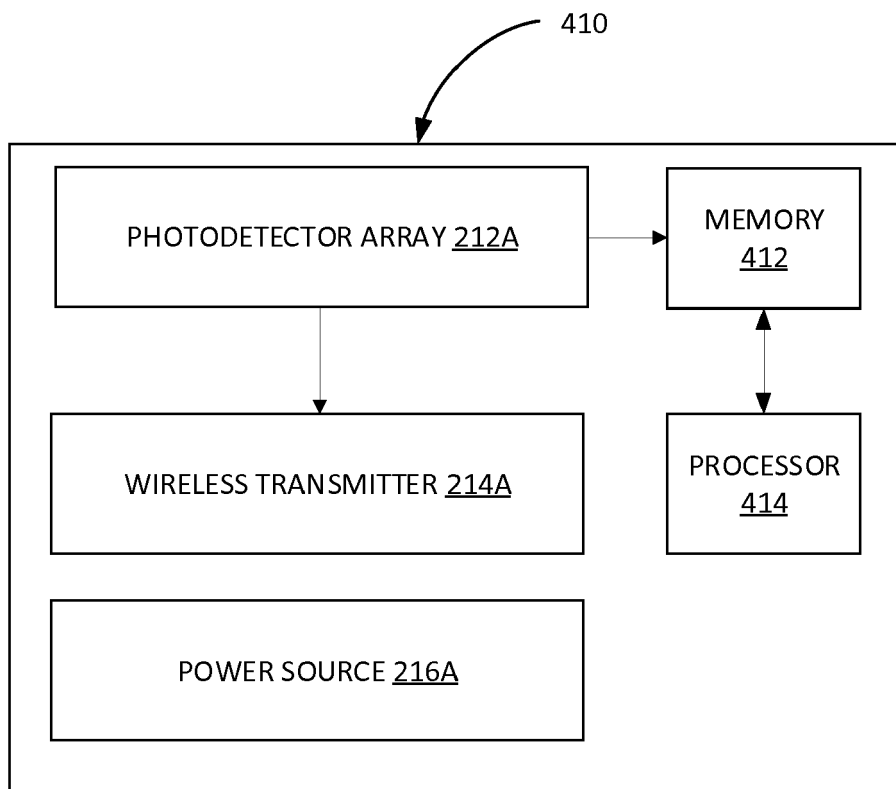 410
PHOTODETECTOR ARRAY 212A
MEMORY
412
WIRELESS TRANSMITTER 214A
PROCESSOR
414
POWER SOURCE 216A